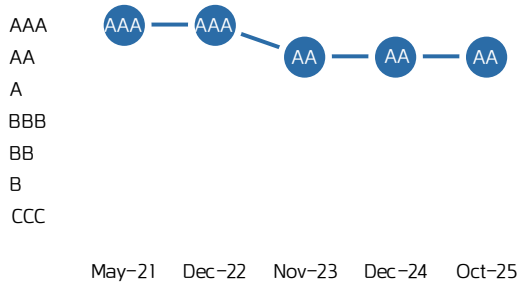 AAA AAA AAA
AA AA AA AA
A
BBB
BB
B
CCC
May-21 Dec-22 Nov-23 Dec-24 Oct-25